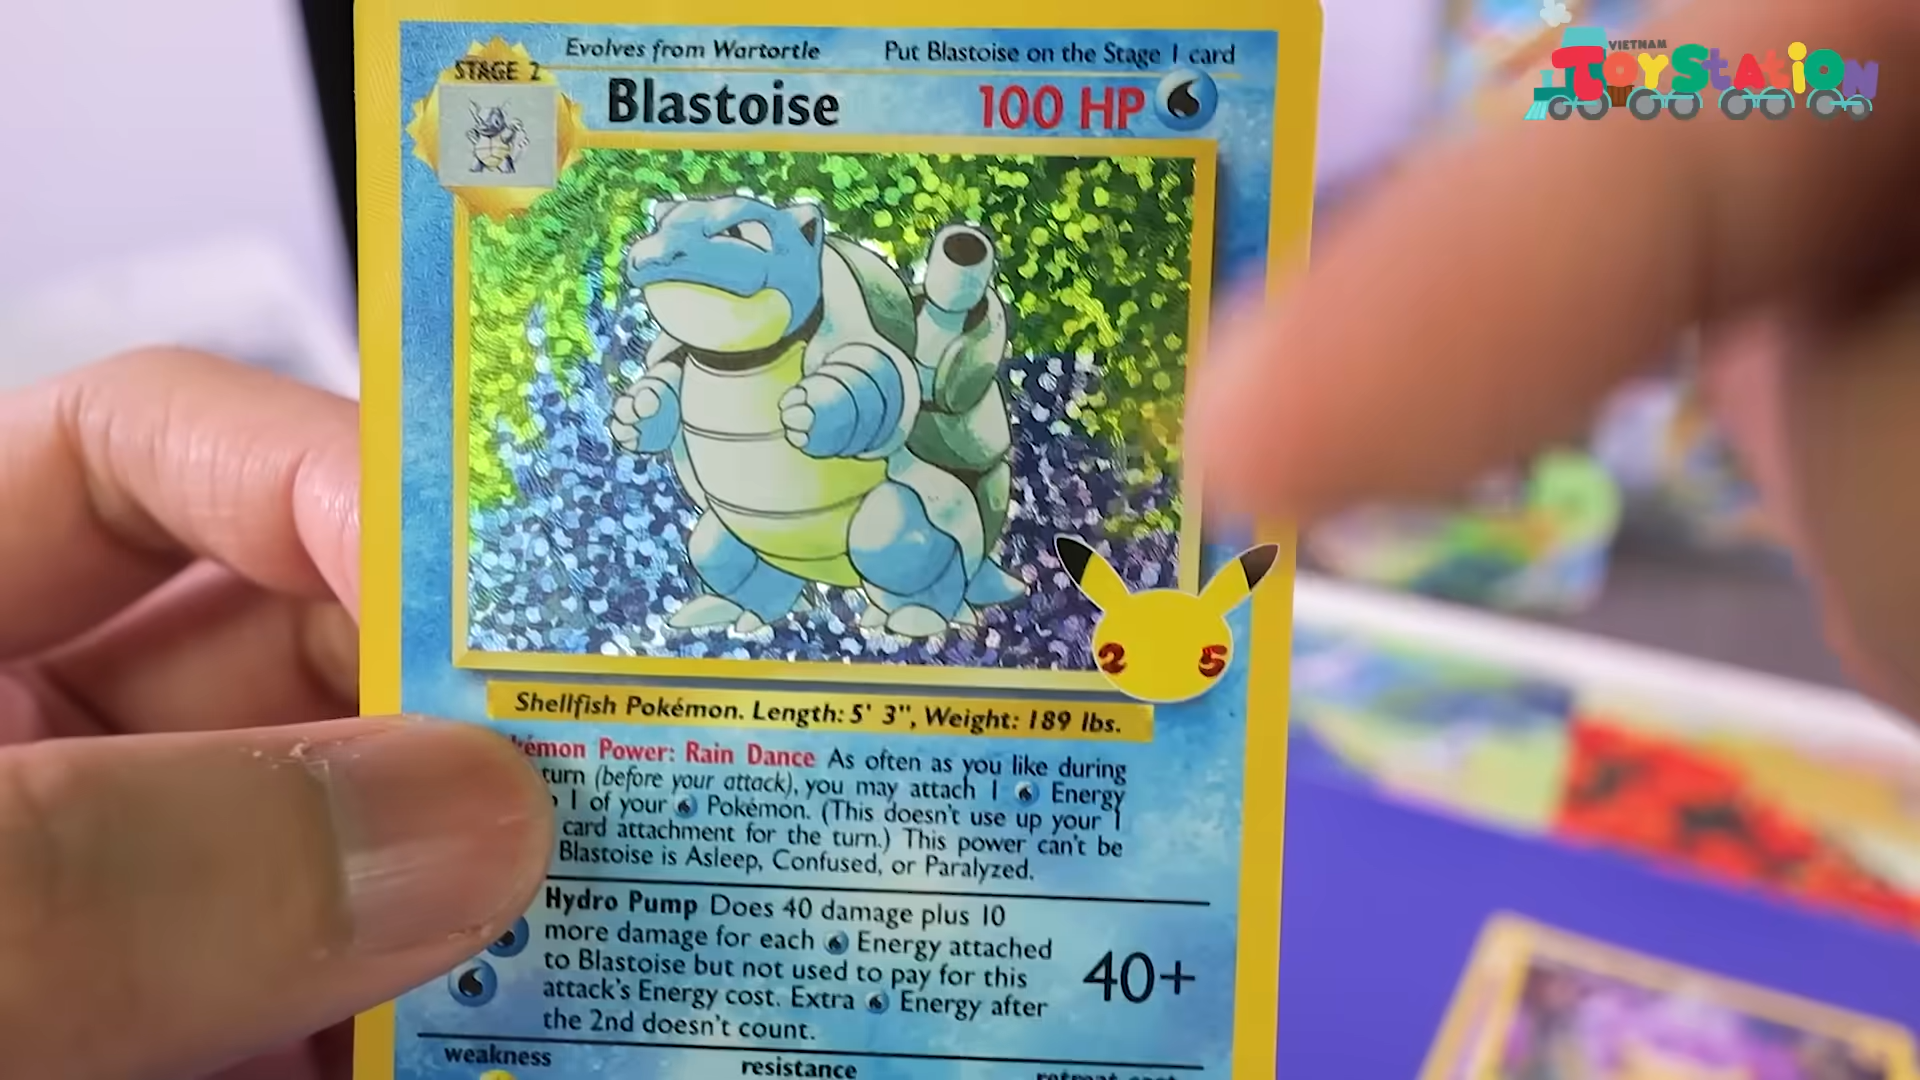 VIETNAM
ToyStation
Evolves from Wartortle
Put Blastoise on the Stage 1 card
STAGE 2
Blastoise
100 HP
25
Shellfish Pokémon. Length: 5' 3", Weight: 189 lbs.
kémon Power: Rain Dance As often as you like during
turn (before your attack), you may attach 1 Energy
1 of your Pokémon. (This doesn't use up your 1
card attachment for the turn.) This power can't be
Blastoise is Asleep, Confused, or Paralyzed.
Hydro Pump Does 40 damage plus 10
more damage for each Energy attached
to Blastoise but not used to pay for this
attack's Energy cost. Extra Energy after
the 2nd doesn't count.
40+
weakness
resistance